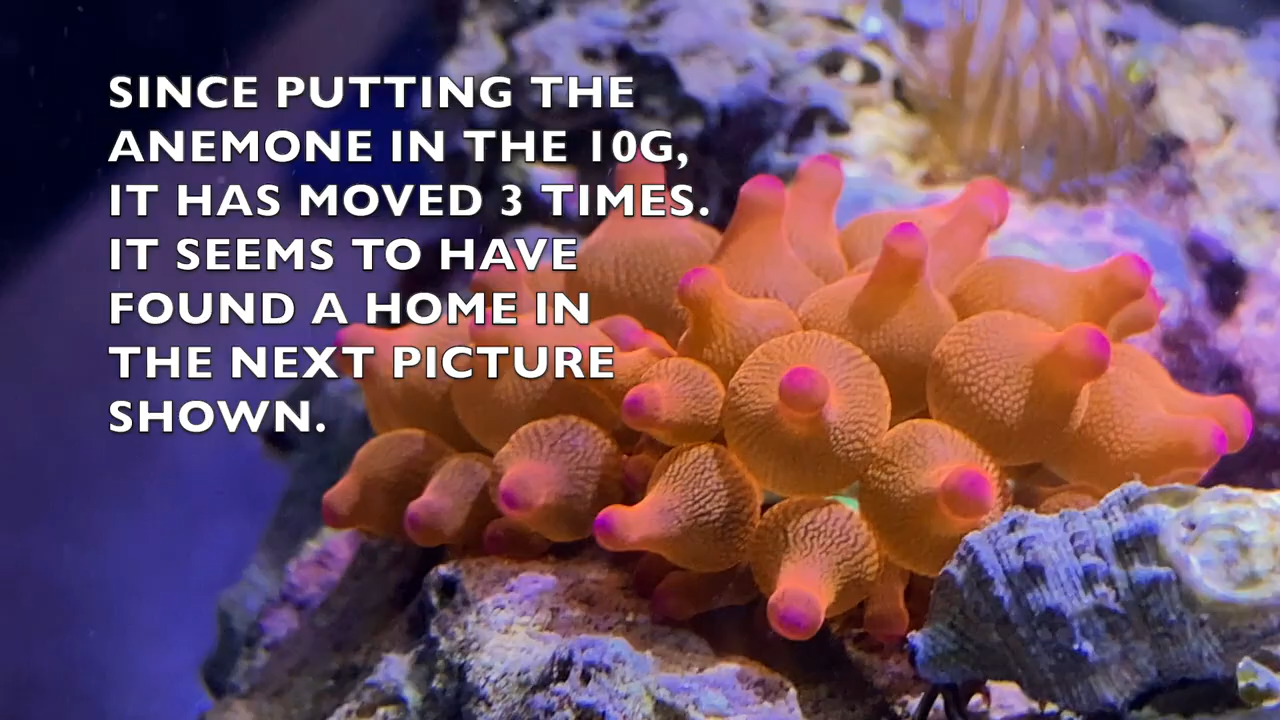 SINCE PUTTING THE
ANEMONE IN THE 10G,
IT HAS MOVED 3 TIMES.
IT SEEMS TO HAVE
FOUND A HOME IN
THE NEXT PICTURE
SHOWN.